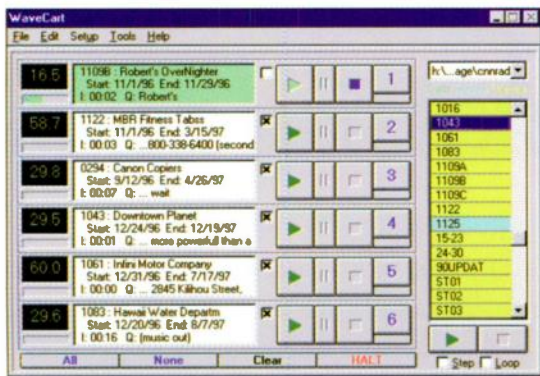 WaveCart
File Edit Setup Tools Help
16.5
1109B : Robert's OverNighter
Start: 11/1/96 End: 11/29/96
I: 00:02 Q: Robert's
1
58.7
1122 : MBR Fitness Tabss
Start: 11/1/96 End: 3/15/97
I: 00:03 Q: ...800-338-6400 (second
2
29.8
0294 : Canon Copiers
Start: 9/12/96 End: 4/26/97
I: 00:07 Q: ... wait
3
29.5
1043 : Downtown Planet
Start: 12/24/96 End: 12/19/97
I: 00:01 Q: ... more powerfull than a
4
60.0
1061 : Infini Motor Company
Start: 12/31/96 End: 7/17/97
I: 00:00 Q: ... 2845 Kilihou Street,
5
29.6
1083 : Hawaii Water Departm
Start: 12/20/96 End: 8/7/97
I: 00:16 Q: (music out)
6
All None Clear HALT
h:\...age\cnnrad
1016
1043
1061
1083
1109A
1109B
1109C
1122
1125
15-23
24-30
90UPDAT
ST01
ST02
ST03
Step Loop